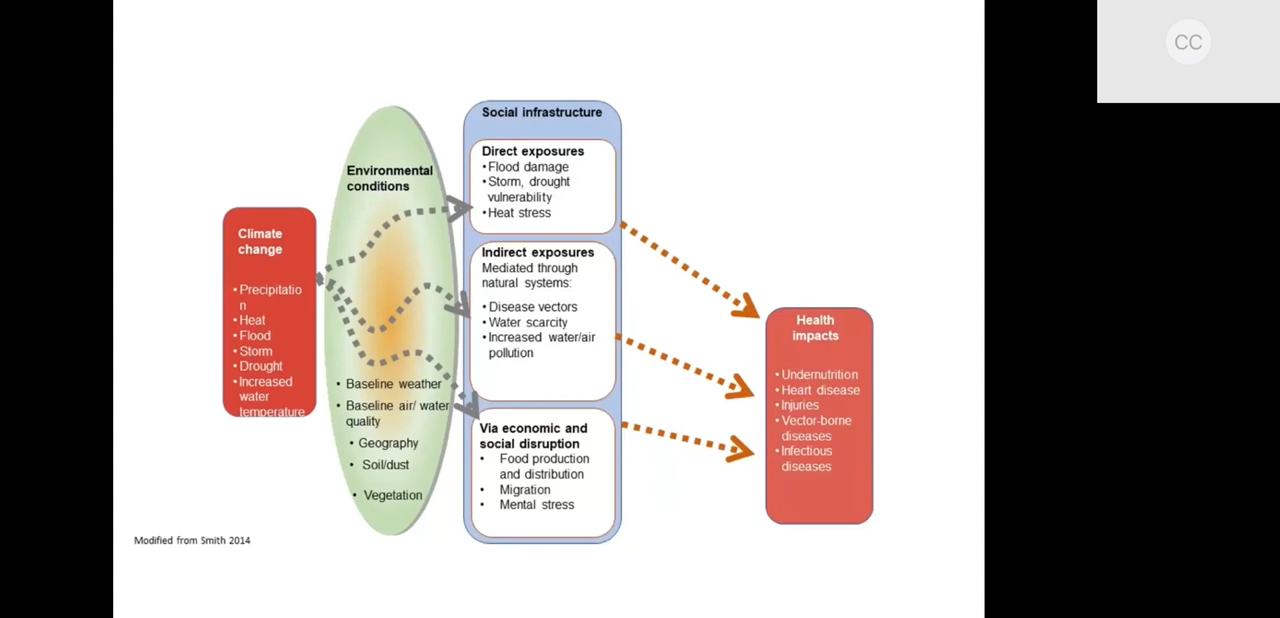 CC
Climate
change
•Precipitatio
n
•Heat
•Flood
•Storm
•Drought
•Increased
water
temperature
Environmental
conditions
• Baseline weather
• Baseline air/ water
quality
• Geography
• Soil/dust
• Vegetation
Social infrastructure
Direct exposures
•Flood damage
•Storm, drought
vulnerability
•Heat stress
Indirect exposures
Mediated through
natural systems:
•Disease vectors
•Water scarcity
•Increased water/air
pollution
Via economic and
social disruption
• Food production
and distribution
• Migration
• Mental stress
Health
impacts
•Undernutrition
•Heart disease
•Injuries
•Vector-borne
diseases
•Infectious
diseases
Modified from Smith 2014